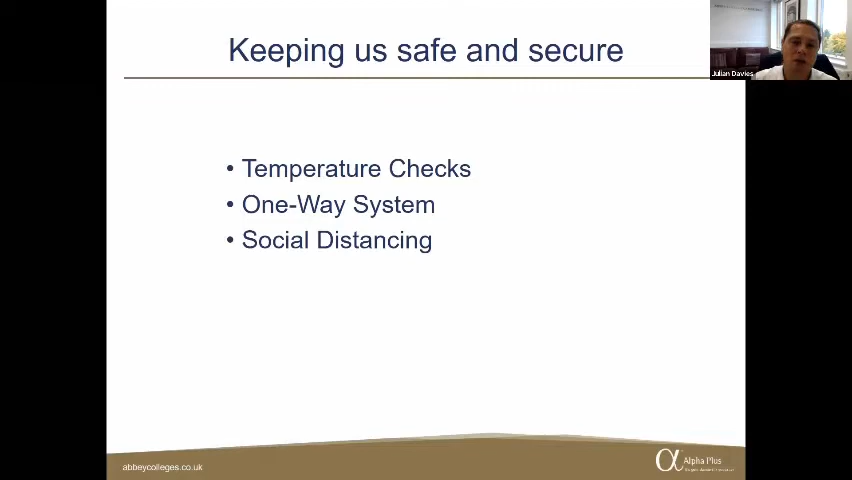 Keeping us safe and secure
Julian Davies
• Temperature Checks
• One-Way System
• Social Distancing
abbeycolleges.co.uk
α Alpha Plus